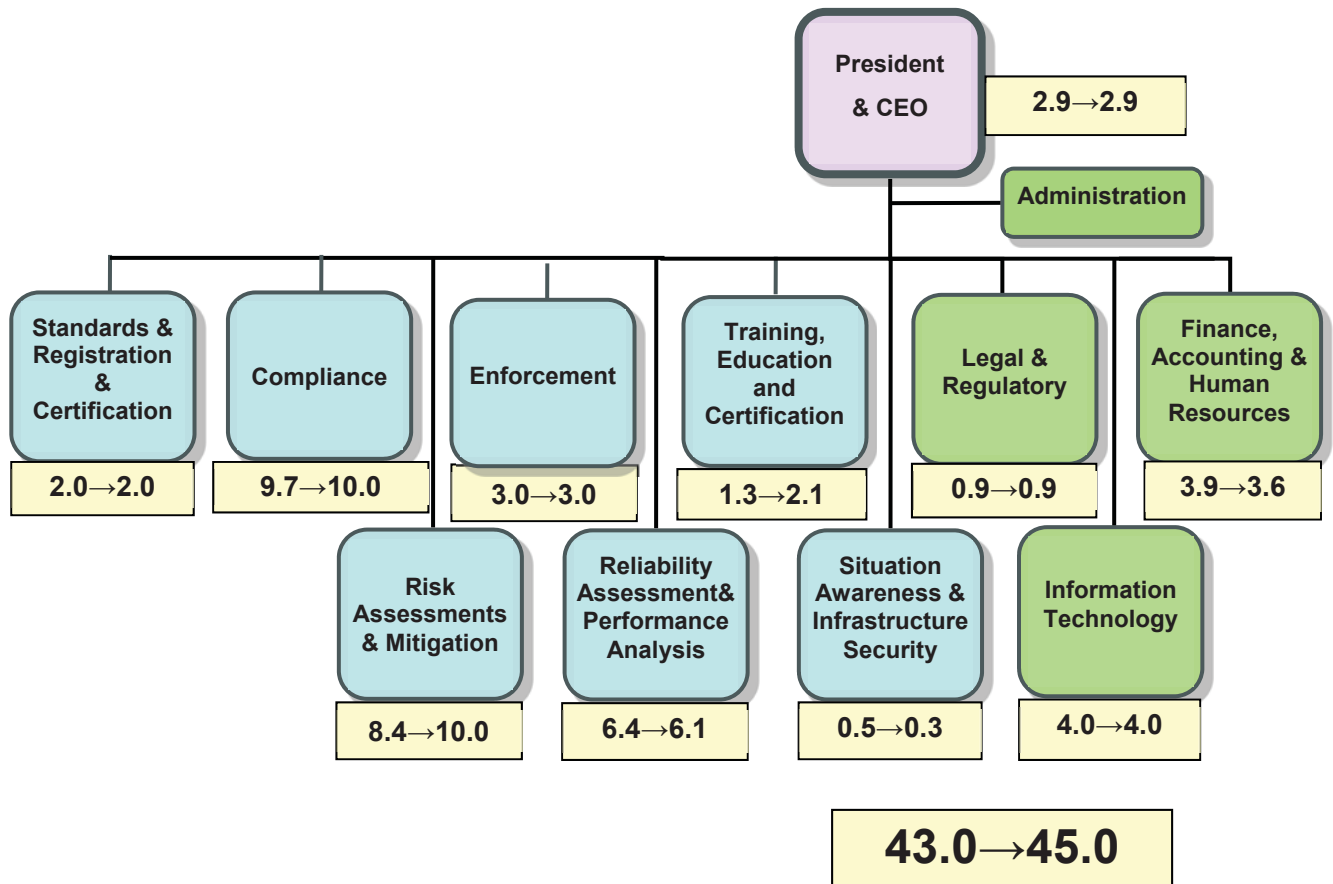 President
& CEO
2.9→2.9
Administration
Standards &
Registration
&
Certification
2.0→2.0
Compliance
9.7→10.0
Enforcement
3.0→3.0
Training,
Education
and
Certification
1.3→2.1
Legal &
Regulatory
0.9→0.9
Finance,
Accounting &
Human
Resources
3.9→3.6
Risk
Assessments
& Mitigation
8.4→10.0
Reliability
Assessment&
Performance
Analysis
6.4→6.1
Situation
Awareness &
Infrastructure
Security
0.5→0.3
Information
Technology
4.0→4.0
43.0→45.0